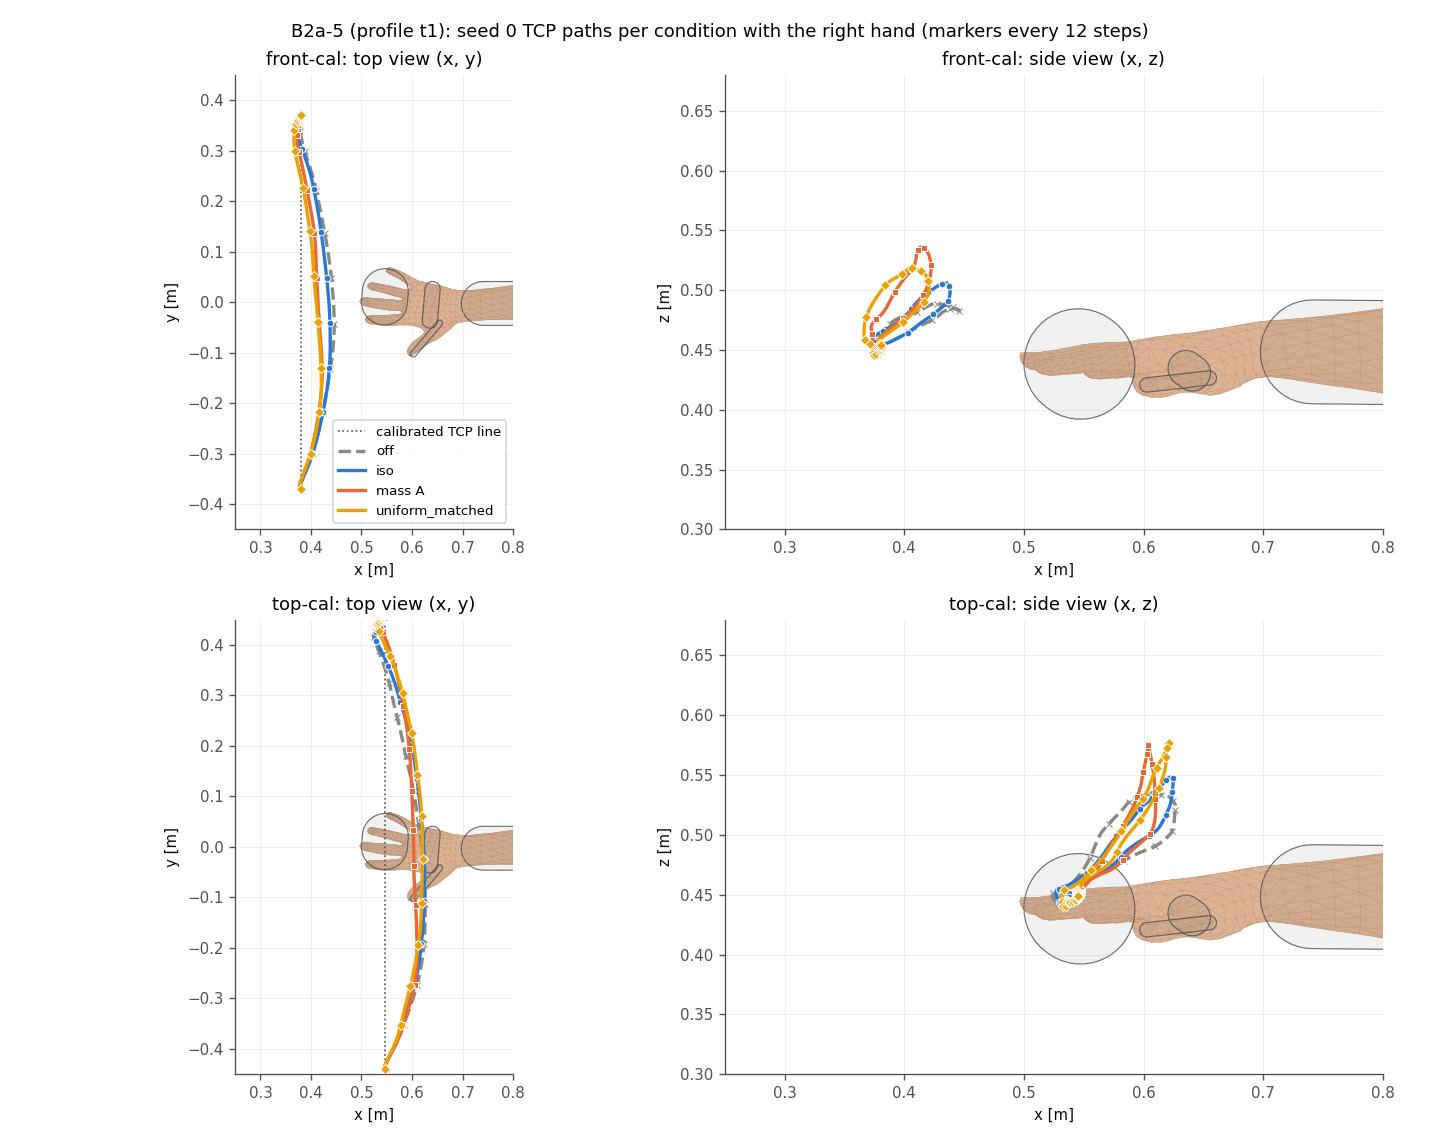 B2a-5 (profile t1): seed 0 TCP paths per condition with the right hand (markers every 12 steps)
front-cal: top view (x, y)
0.4
0.3
0.2
0.1
0.0
−0.1
−0.2
−0.3
−0.4
y [m]
0.3 0.4 0.5 0.6 0.7 0.8
x [m]
calibrated TCP line
off
iso
mass A
uniform_matched
front-cal: side view (x, z)
0.65
0.60
0.55
0.50
0.45
0.40
0.35
0.30
z [m]
0.3 0.4 0.5 0.6 0.7 0.8
x [m]
top-cal: top view (x, y)
0.4
0.3
0.2
0.1
0.0
−0.1
−0.2
−0.3
−0.4
y [m]
0.3 0.4 0.5 0.6 0.7 0.8
x [m]
top-cal: side view (x, z)
0.65
0.60
0.55
0.50
0.45
0.40
0.35
0.30
z [m]
0.3 0.4 0.5 0.6 0.7 0.8
x [m]